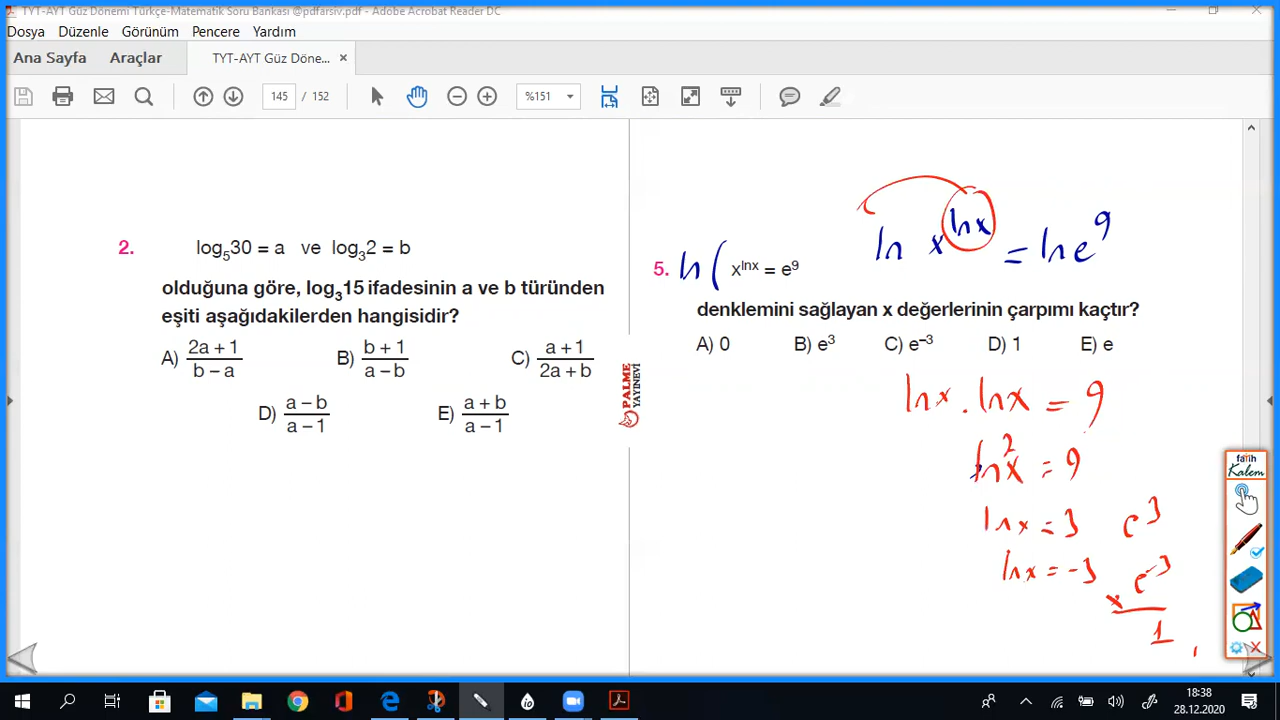 TYT-AYT Güz Dönemi Türkçe-Matematik Soru Bankası @pdfarsiv.pdf - Adobe Acrobat Reader DC
Dosya Düzenle Görünüm Pencere Yardım
Ana Sayfa Araçlar TYT-AYT Güz Döne... ×
145 / 152 %151
2. log₅30 = a ve log₃2 = b
olduğuna göre, log₃15 ifadesinin a ve b türünden
eşiti aşağıdakilerden hangisidir?
A) (2a + 1)/(b – a) B) (b + 1)/(a – b) C) (a + 1)/(2a + b)
D) (a – b)/(a – 1) E) (a + b)/(a – 1)
PALME
YAYINEVİ
ln x^lnx = ln e^9
5. ln( x^lnx = e^9
denklemini sağlayan x değerlerinin çarpımı kaçtır?
A) 0 B) e^3 C) e^–3 D) 1 E) e
lnx . lnx = 9
ln²x = 9
lnx = 3 e^3
lnx = -3 e^-3
x
1
fatih
Kalem
18:38
28.12.2020